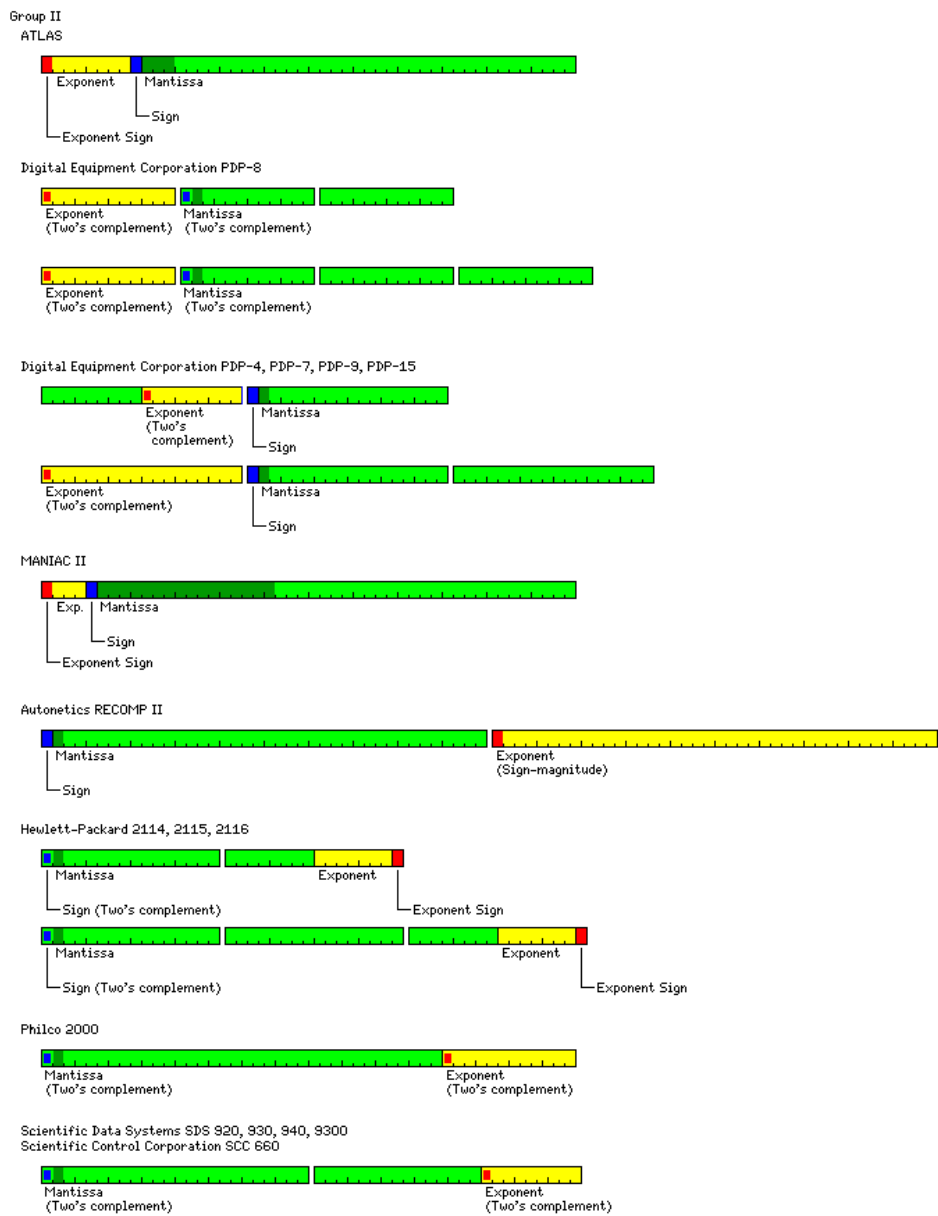 Group II
ATLAS
Exponent Mantissa
Sign
Exponent Sign
Digital Equipment Corporation PDP-8
Exponent Mantissa
(Two's complement) (Two's complement)
Exponent Mantissa
(Two's complement) (Two's complement)
Digital Equipment Corporation PDP-4, PDP-7, PDP-9, PDP-15
Exponent Mantissa
(Two's
complement)
Sign
Exponent Mantissa
(Two's complement)
Sign
MANIAC II
Exp. Mantissa
Sign
Exponent Sign
Autonetics RECOMP II
Mantissa Exponent
(Sign-magnitude)
Sign
Hewlett-Packard 2114, 2115, 2116
Mantissa Exponent
Sign (Two's complement) Exponent Sign
Mantissa Exponent
Sign (Two's complement) Exponent Sign
Philco 2000
Mantissa Exponent
(Two's complement) (Two's complement)
Scientific Data Systems SDS 920, 930, 940, 9300
Scientific Control Corporation SCC 660
Mantissa Exponent
(Two's complement) (Two's complement)